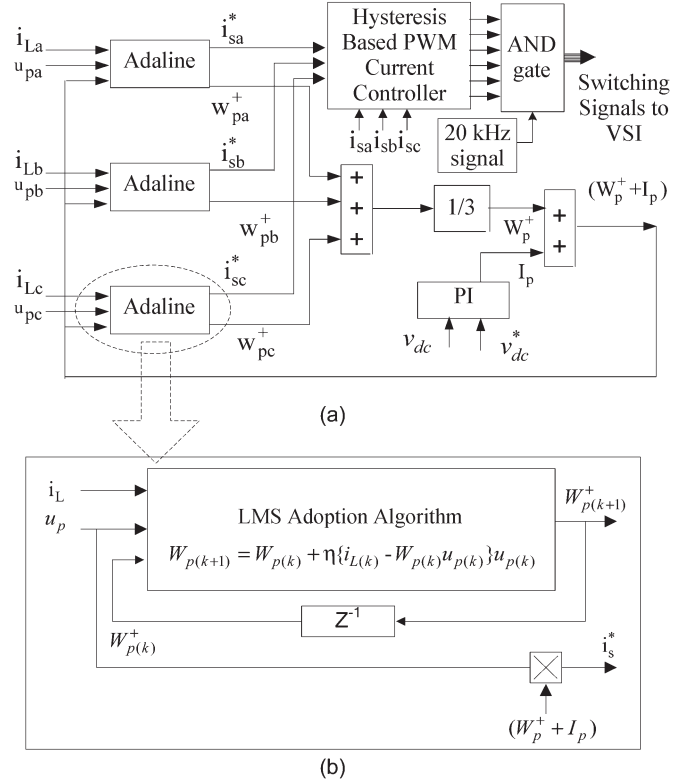 i_La
u_pa
Adaline
i*_sa
w⁺_pa
Hysteresis
Based PWM
Current
Controller
AND
gate
Switching
Signals to
VSI
i_sa i_sb i_sc
20 kHz
signal
i_Lb
u_pb
Adaline
i*_sb
w⁺_pb
+
+
+
1/3
W⁺_p
+
+
(W⁺_p+I_p)
I_p
PI
v_dc
v*_dc
i_Lc
u_pc
Adaline
i*_sc
w⁺_pc
(a)
i_L
u_p
LMS Adoption Algorithm
W_p(k+1) = W_p(k) + η{i_L(k) - W_p(k)u_p(k)}u_p(k)
W⁺_p(k+1)
Z⁻¹
W⁺_p(k)
i*_s
(W⁺_p + I_p)
(b)